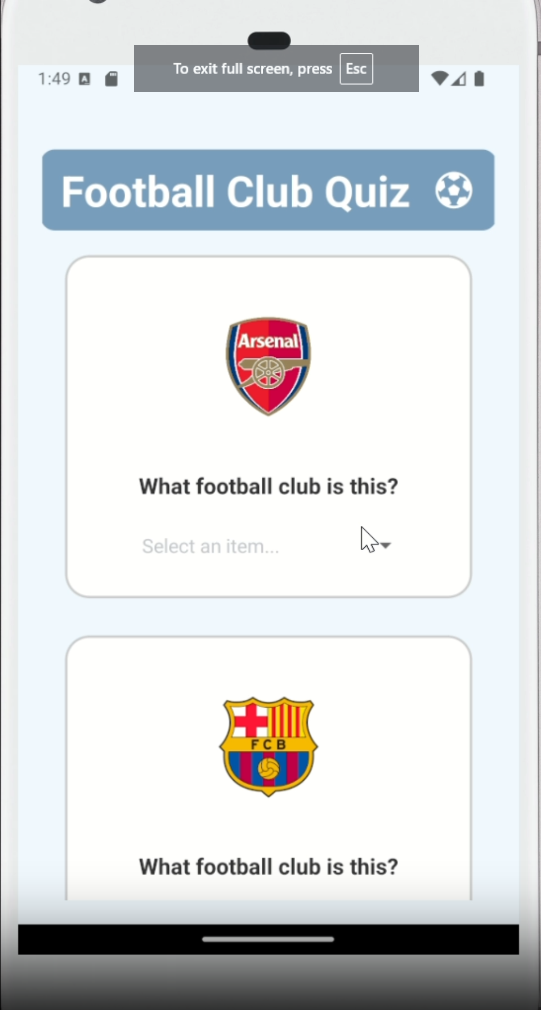 To exit full screen, press Esc
1:49
Football Club Quiz
Arsenal
What football club is this?
Select an item...
FCB
What football club is this?